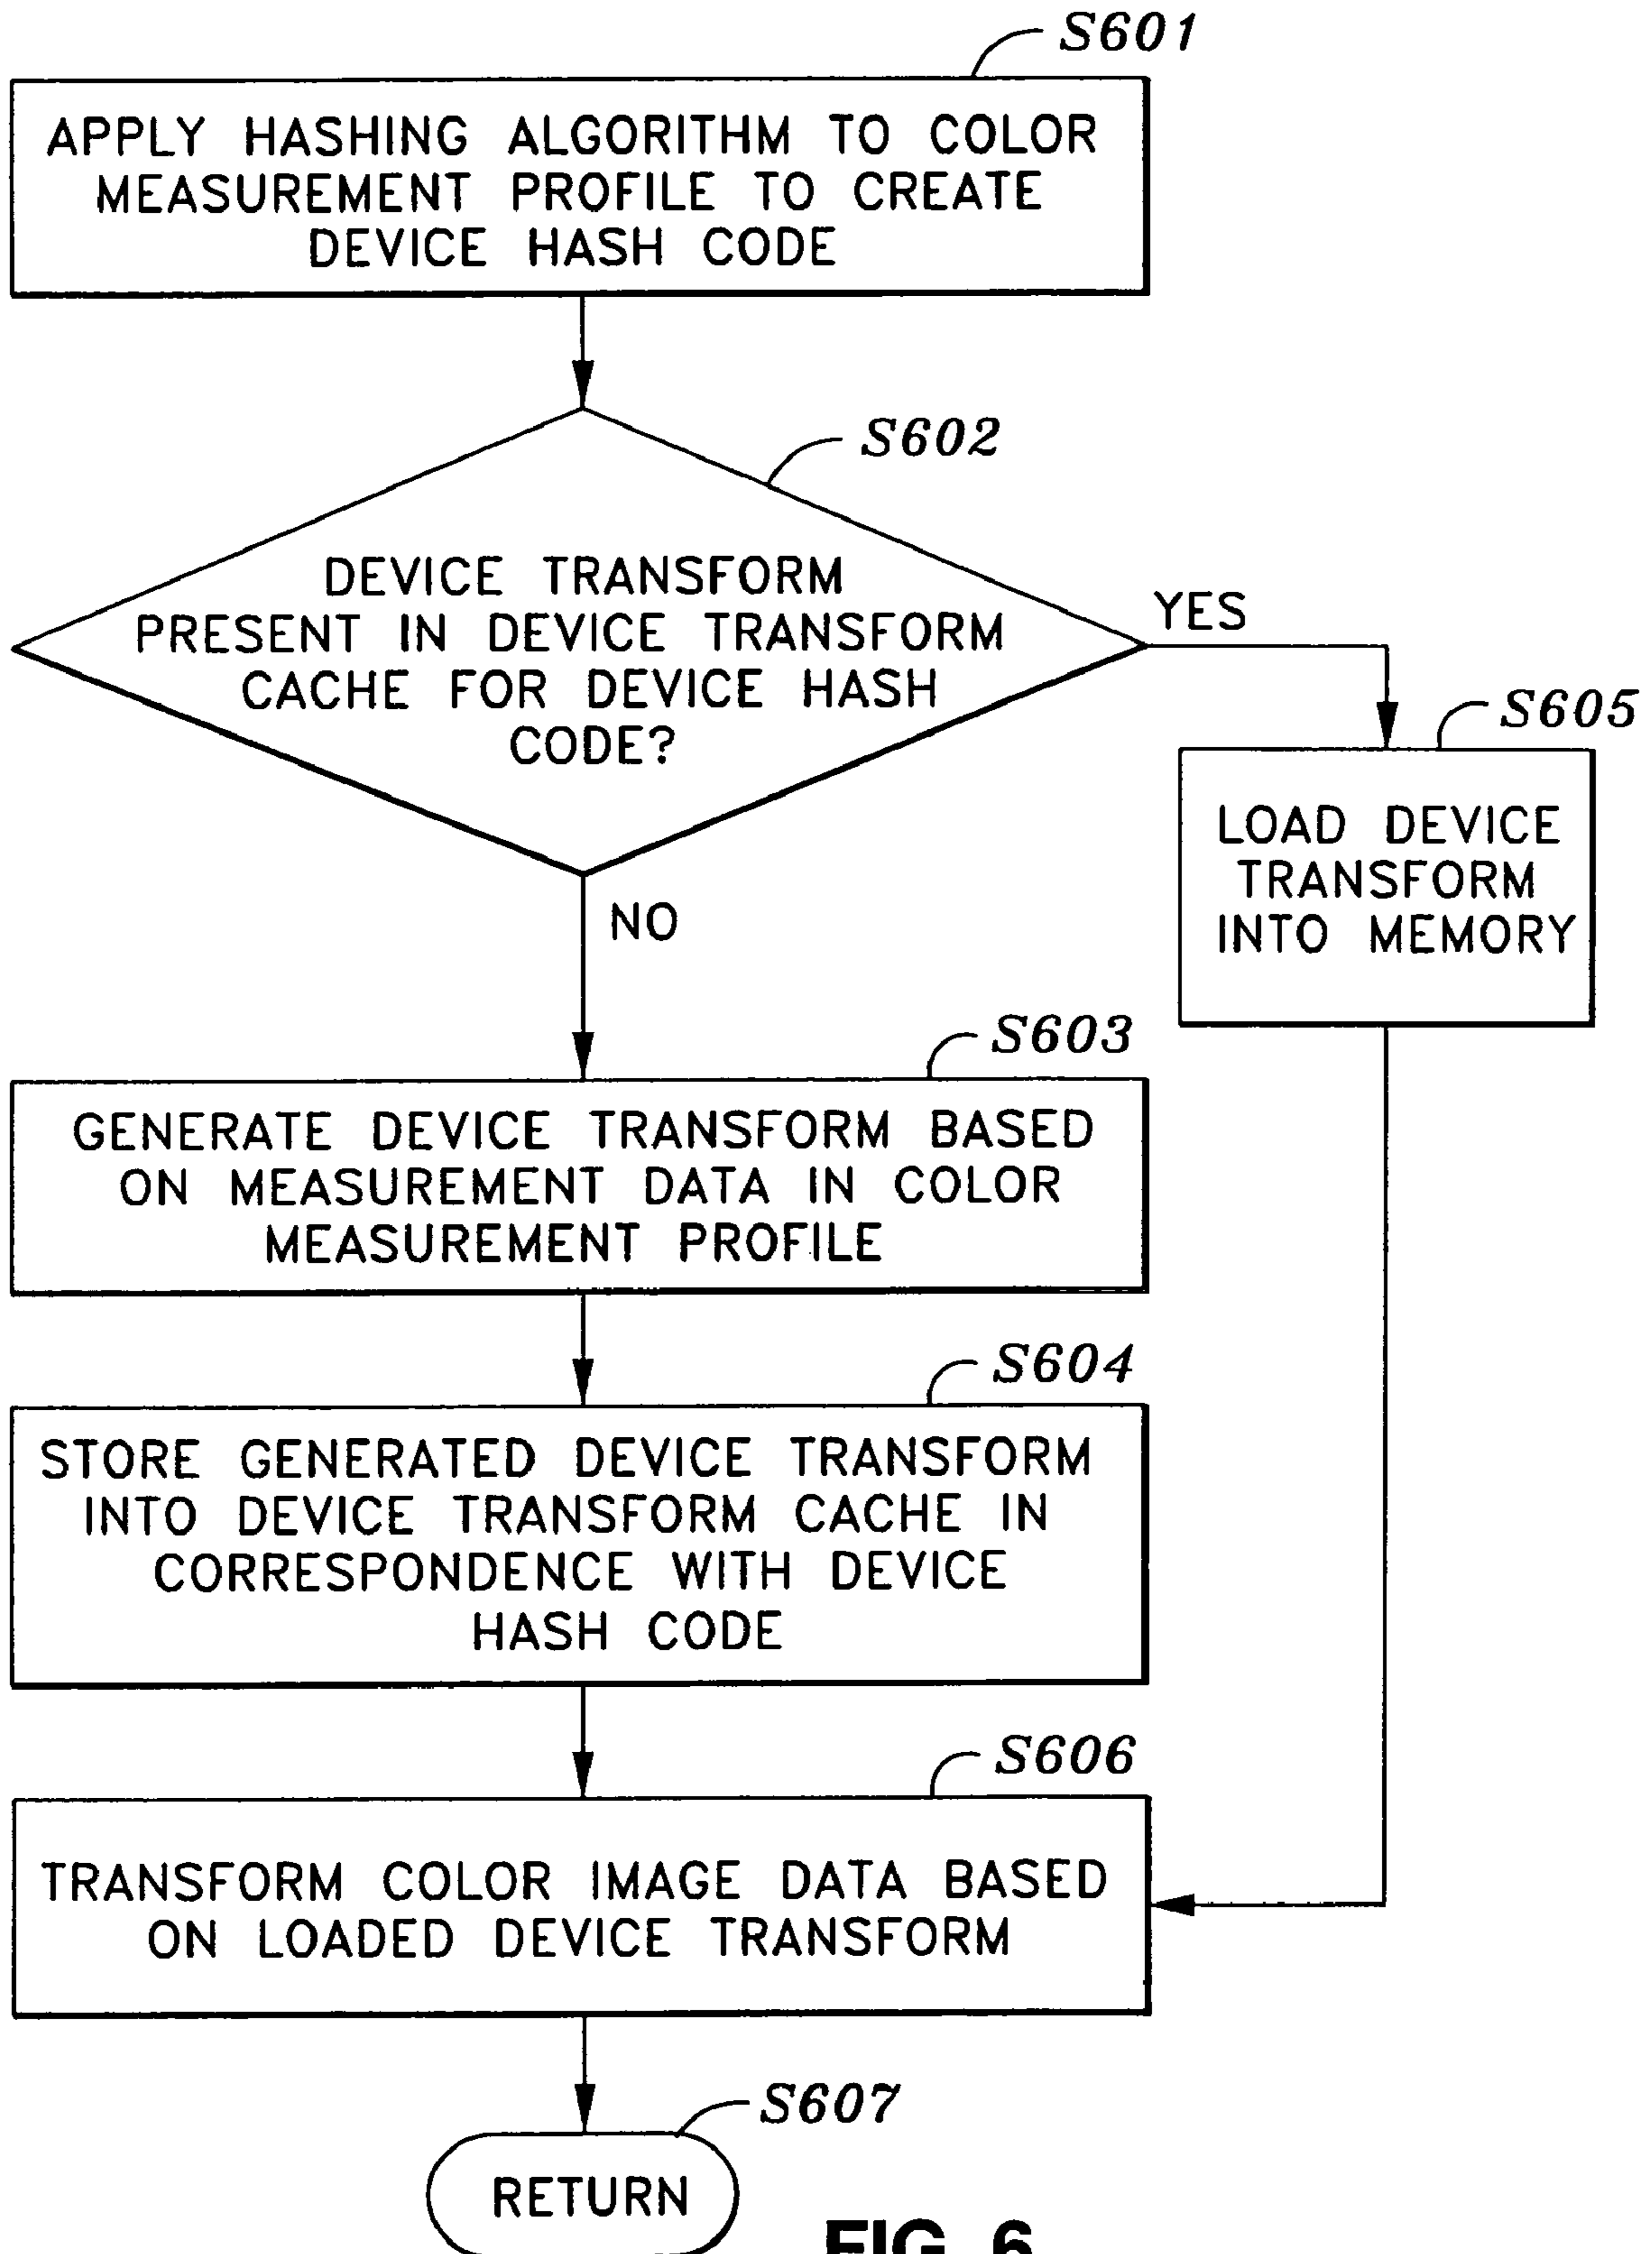 S601
APPLY HASHING ALGORITHM TO COLOR
MEASUREMENT PROFILE TO CREATE
DEVICE HASH CODE
S602
DEVICE TRANSFORM
PRESENT IN DEVICE TRANSFORM
CACHE FOR DEVICE HASH
CODE?
YES
NO
S605
LOAD DEVICE
TRANSFORM
INTO MEMORY
S603
GENERATE DEVICE TRANSFORM BASED
ON MEASUREMENT DATA IN COLOR
MEASUREMENT PROFILE
S604
STORE GENERATED DEVICE TRANSFORM
INTO DEVICE TRANSFORM CACHE IN
CORRESPONDENCE WITH DEVICE
HASH CODE
S606
TRANSFORM COLOR IMAGE DATA BASED
ON LOADED DEVICE TRANSFORM
S607
RETURN
FIG. 6